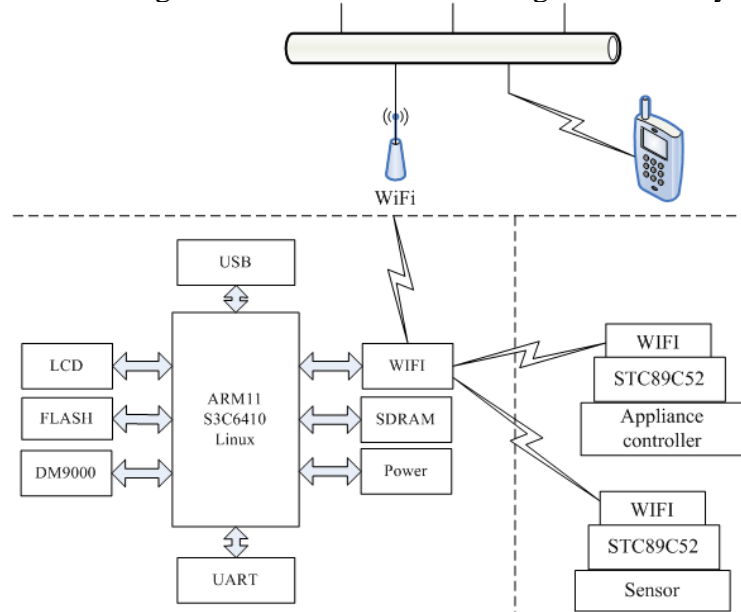 WiFi
USB
LCD
FLASH
DM9000
ARM11
S3C6410
Linux
WIFI
SDRAM
Power
UART
WIFI
STC89C52
Appliance
controller
WIFI
STC89C52
Sensor